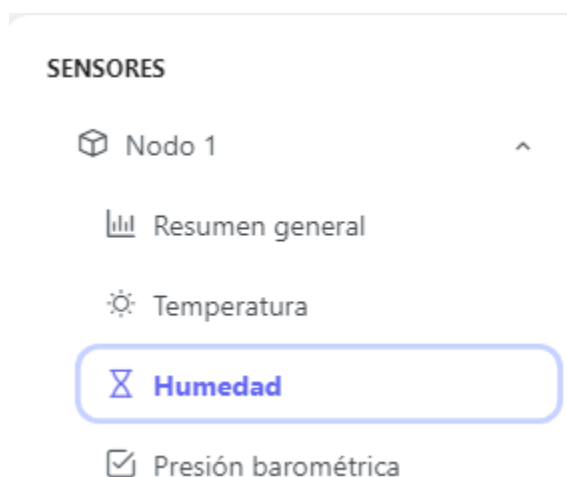 SENSORES
Nodo 1
Resumen general
Temperatura
Humedad
Presión barométrica